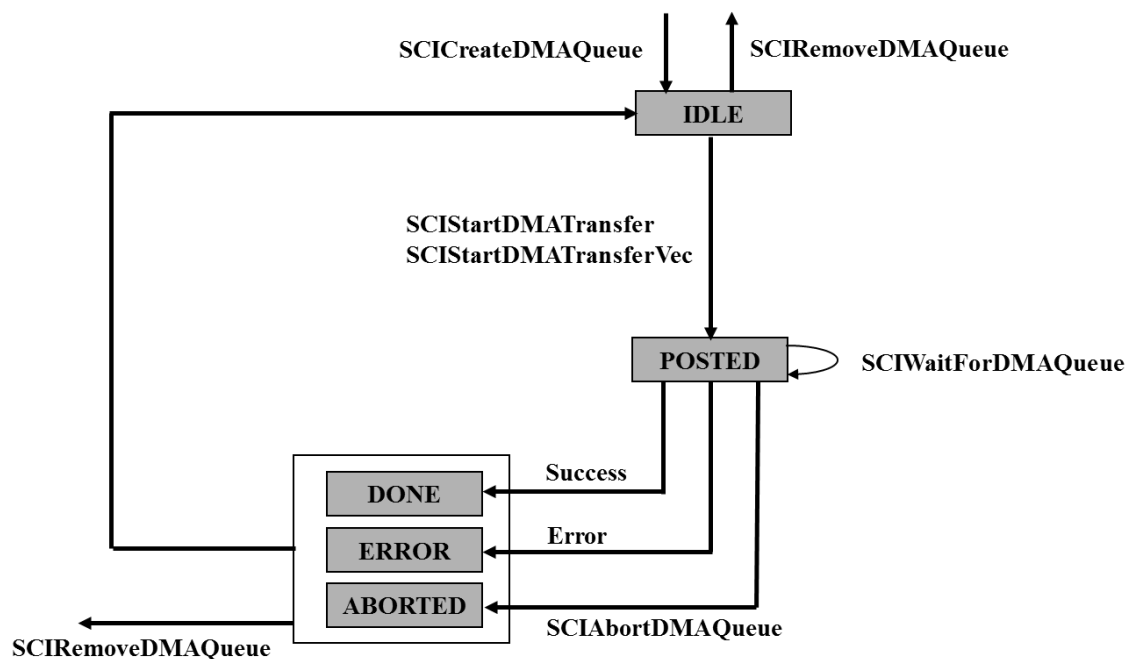 SCICreateDMAQueue
SCIRemoveDMAQueue
IDLE
SCIStartDMATransfer
SCIStartDMATransferVec
POSTED
SCIWaitForDMAQueue
Success
DONE
Error
ERROR
ABORTED
SCIAbortDMAQueue
SCIRemoveDMAQueue